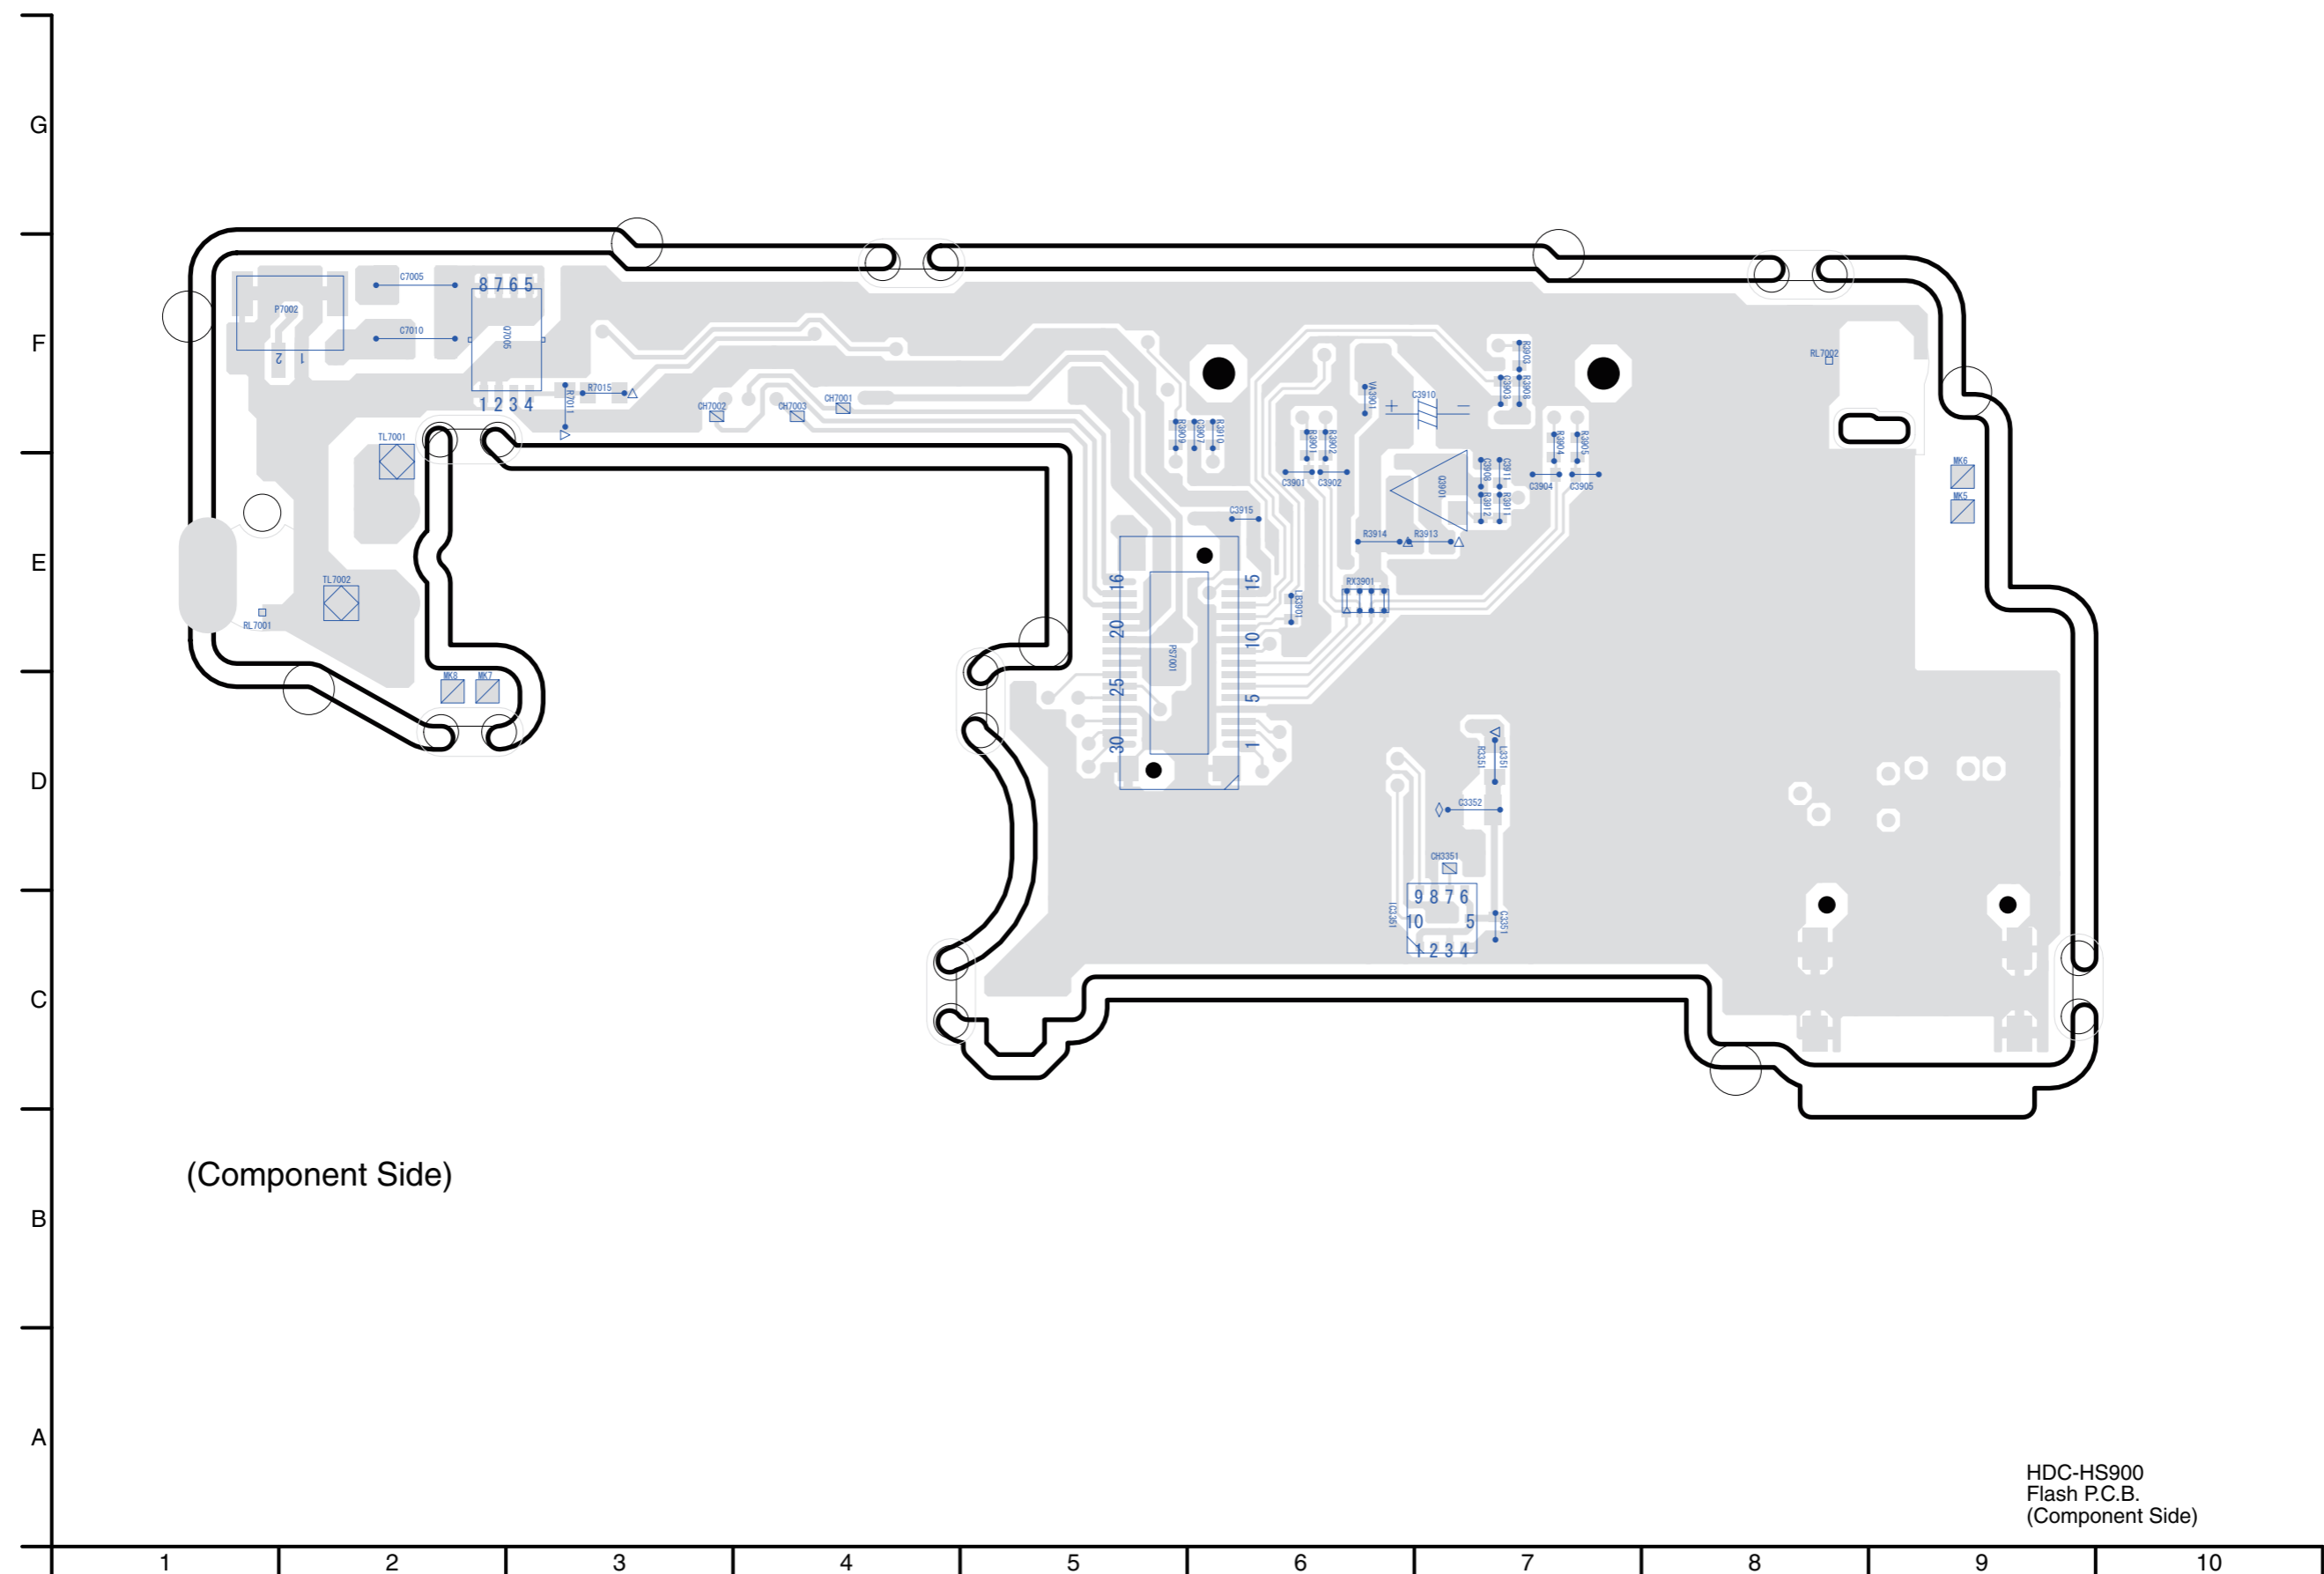 G
F
E
D
C
B
A
C7005
8 7 6 5
P7002
C7010
Q7005
2 1
R7015
R7011
1 2 3 4
CH7002
CH7003
CH7001
TL7001
TL7002
RL7001
MK8
MK7
R3903
C3903
R3908
RL7002
VA3901
+
C3910
−
R3909
C3907
R3910
R3901
R3902
R3904
R3905
C3901
C3902
Q3901
C3908
C3911
C3904
C3905
R3912
R3911
MK6
MK5
C3915
R3914
R3913
16
15
RX3901
LB3901
20
10
PS7001
25
5
30
1
R3351
L3351
C3352
CH3351
9 8 7 6
IC3351
10
5
C3351
1 2 3 4
(Component Side)
HDC-HS900
Flash P.C.B.
(Component Side)
1 2 3 4 5 6 7 8 9 10